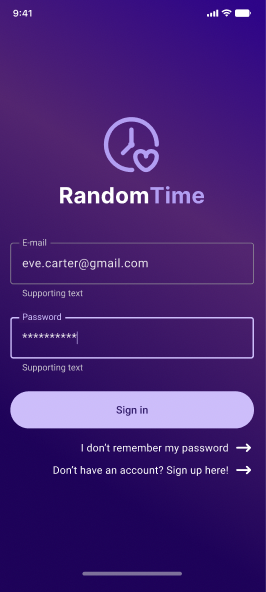 9:41
RandomTime
E-mail
eve.carter@gmail.com
Supporting text
Password
**********
Supporting text
Sign in
I don't remember my password
Don't have an account? Sign up here!